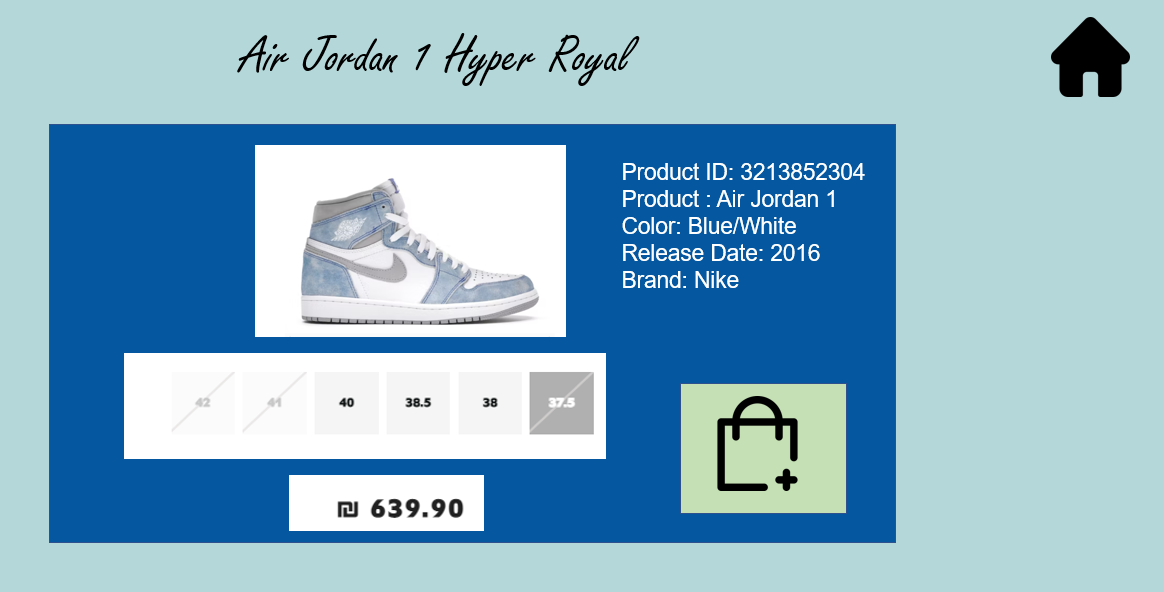 Air Jordan 1 Hyper Royal
Product ID: 3213852304
Product : Air Jordan 1
Color: Blue/White
Release Date: 2016
Brand: Nike
42 41 40 38.5 38 37.5
₪ 639.90